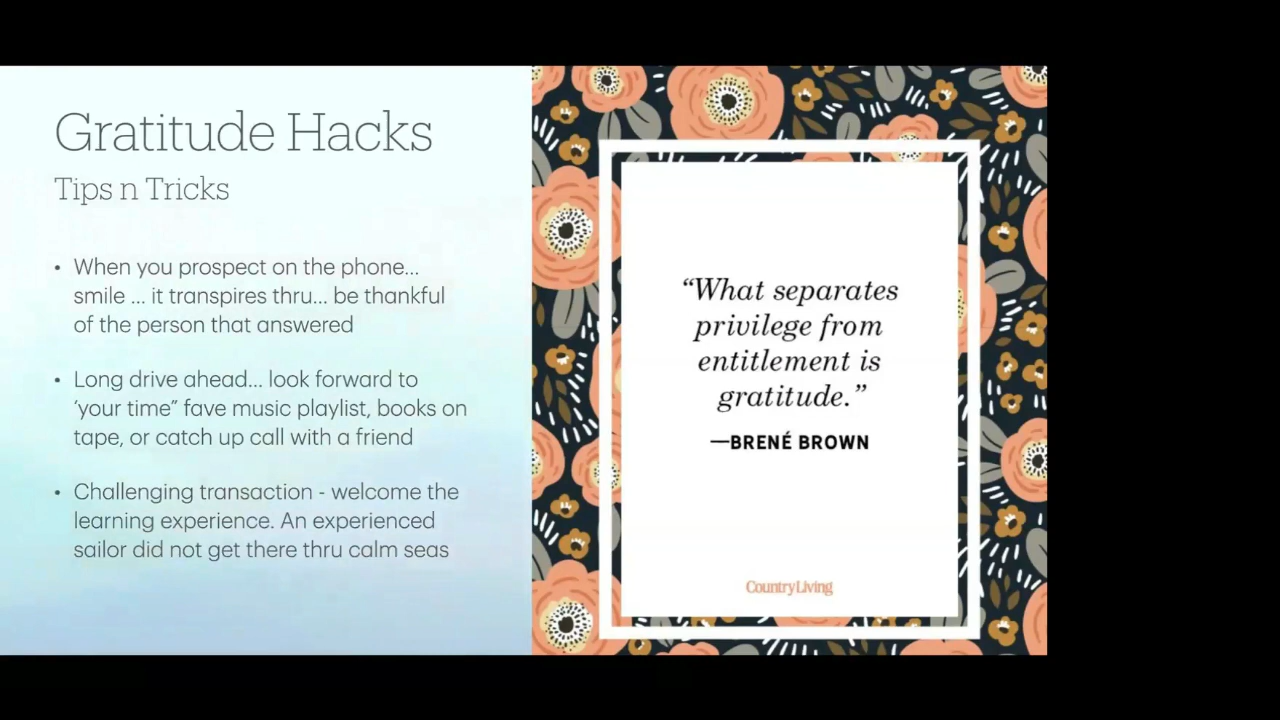 Gratitude Hacks
Tips n Tricks
• When you prospect on the phone...
smile ... it transpires thru... be thankful
of the person that answered
• Long drive ahead... look forward to
‘your time” fave music playlist, books on
tape, or catch up call with a friend
• Challenging transaction - welcome the
learning experience. An experienced
sailor did not get there thru calm seas
“What separates
privilege from
entitlement is
gratitude.”
—BRENÉ BROWN
CountryLiving